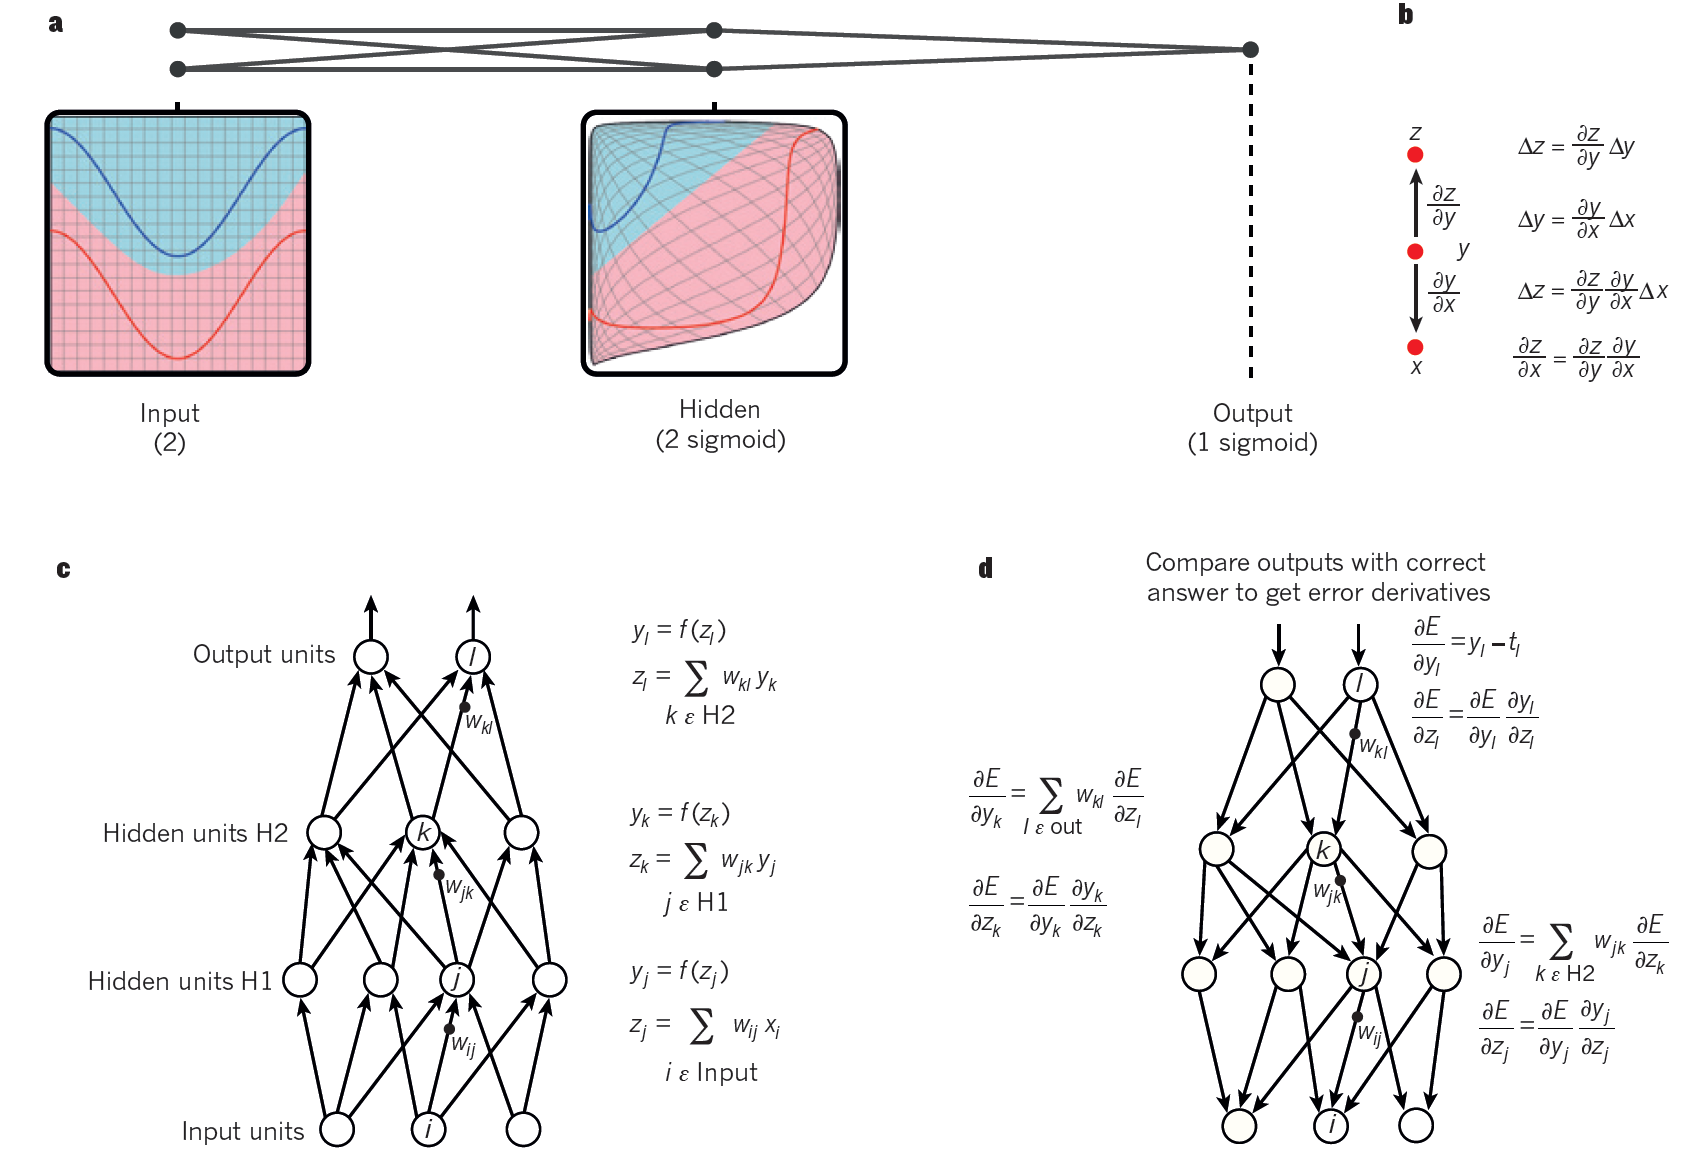 a
Input
(2)
Hidden
(2 sigmoid)
Output
(1 sigmoid)
b
z
∂z/∂y
y
∂y/∂x
x
Δz = ∂z/∂y Δy
Δy = ∂y/∂x Δx
Δz = ∂z/∂y ∂y/∂x Δx
∂z/∂x = ∂z/∂y ∂y/∂x
c
Output units
l
w_kl
Hidden units H2
k
w_jk
Hidden units H1
j
w_ij
Input units
i
y_l = f(z_l)
z_l = ∑ w_kl y_k
k ε H2
y_k = f(z_k)
z_k = ∑ w_jk y_j
j ε H1
y_j = f(z_j)
z_j = ∑ w_ij x_i
i ε Input
d
Compare outputs with correct
answer to get error derivatives
l
∂E/∂y_l = y_l – t_l
∂E/∂z_l = ∂E/∂y_l ∂y_l/∂z_l
w_kl
∂E/∂y_k = ∑ w_kl ∂E/∂z_l
l ε out
∂E/∂z_k = ∂E/∂y_k ∂y_k/∂z_k
k
w_jk
∂E/∂y_j = ∑ w_jk ∂E/∂z_k
k ε H2
∂E/∂z_j = ∂E/∂y_j ∂y_j/∂z_j
j
w_ij
i